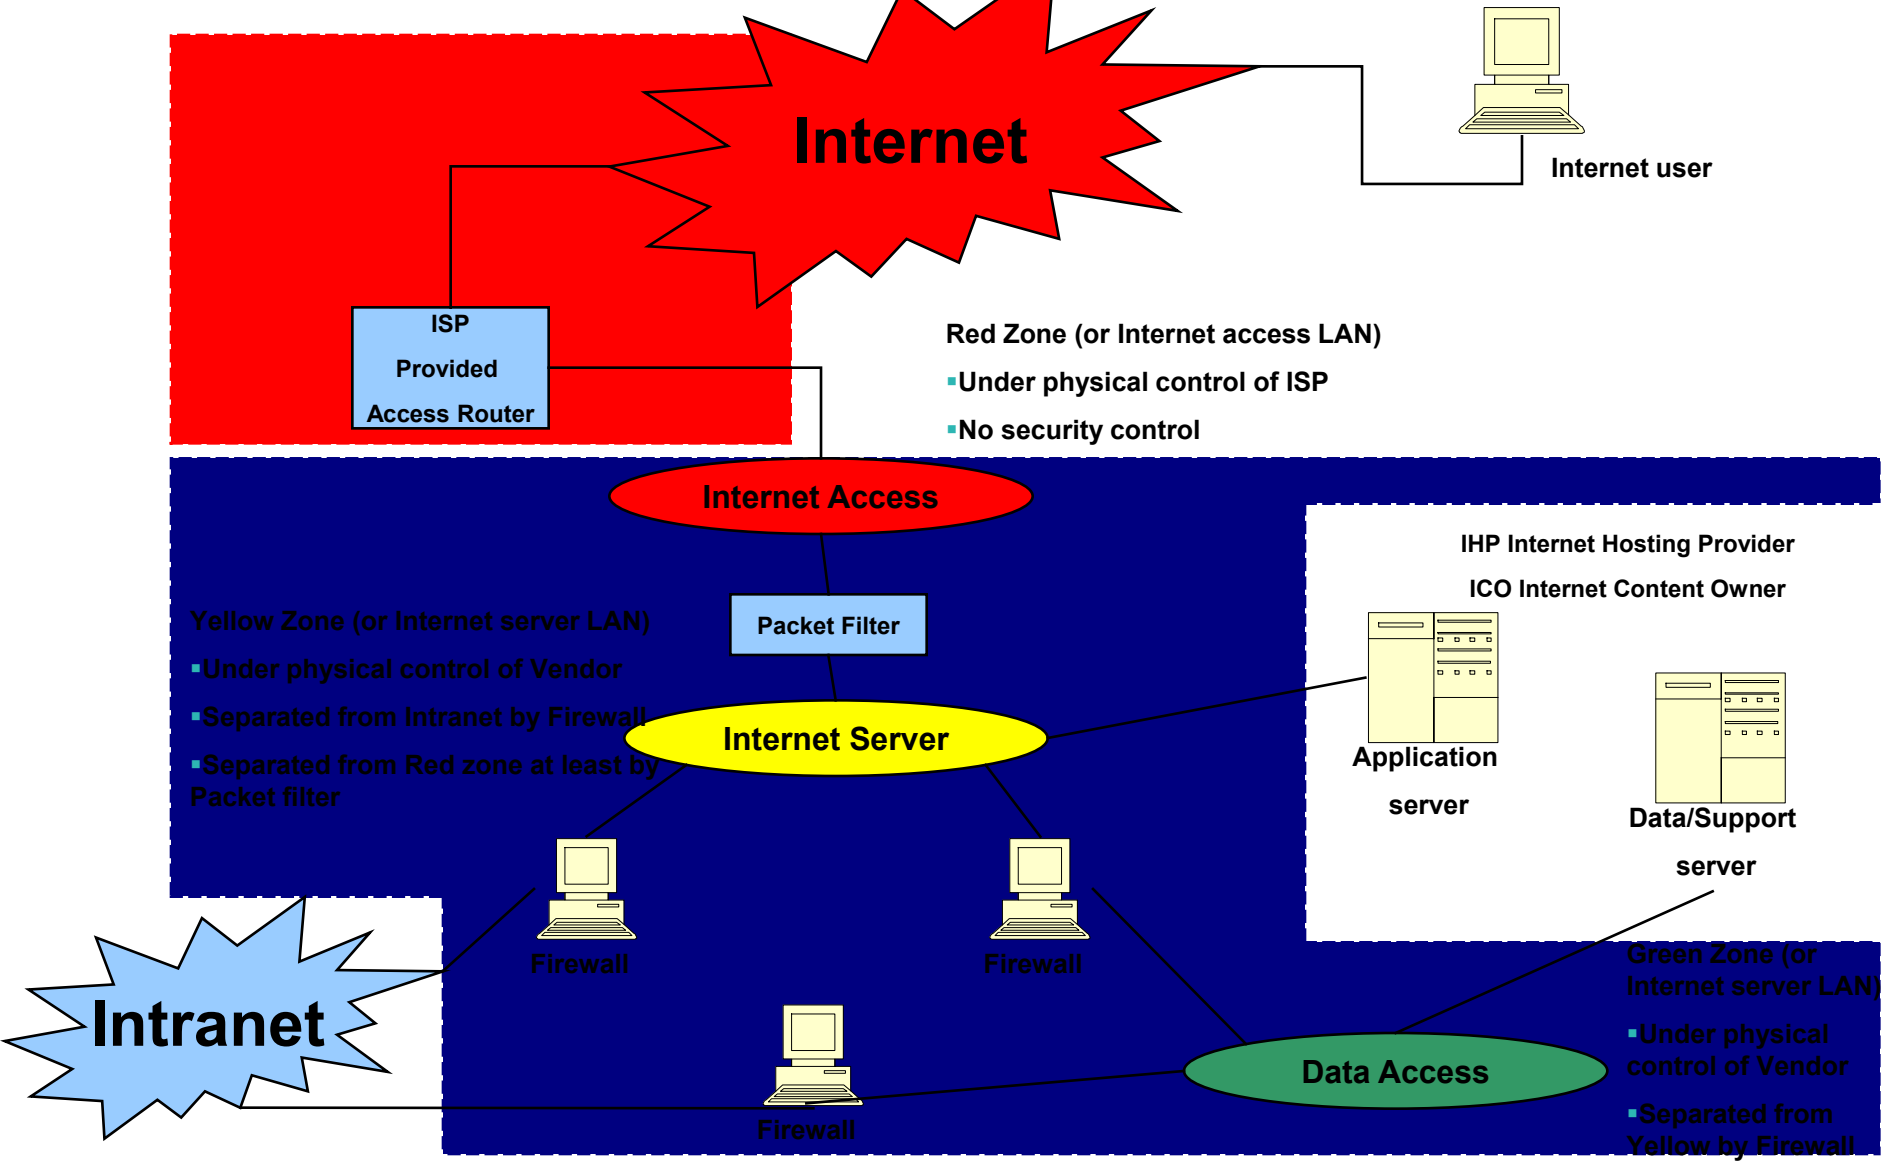 Internet
Internet user
ISP
Provided
Access Router
Red Zone (or Internet access LAN)
▪Under physical control of ISP
▪No security control
Internet Access
IHP Internet Hosting Provider
ICO Internet Content Owner
Yellow Zone (or Internet server LAN)
▪Under physical control of Vendor
▪Separated from Intranet by Firewall
▪Separated from Red zone at least by
Packet filter
Packet Filter
Internet Server
Application
server
Data/Support
server
Firewall
Firewall
Intranet
Green Zone (or
Internet server LAN)
▪Under physical
control of Vendor
▪Separated from
Yellow by Firewall
Data Access
Firewall